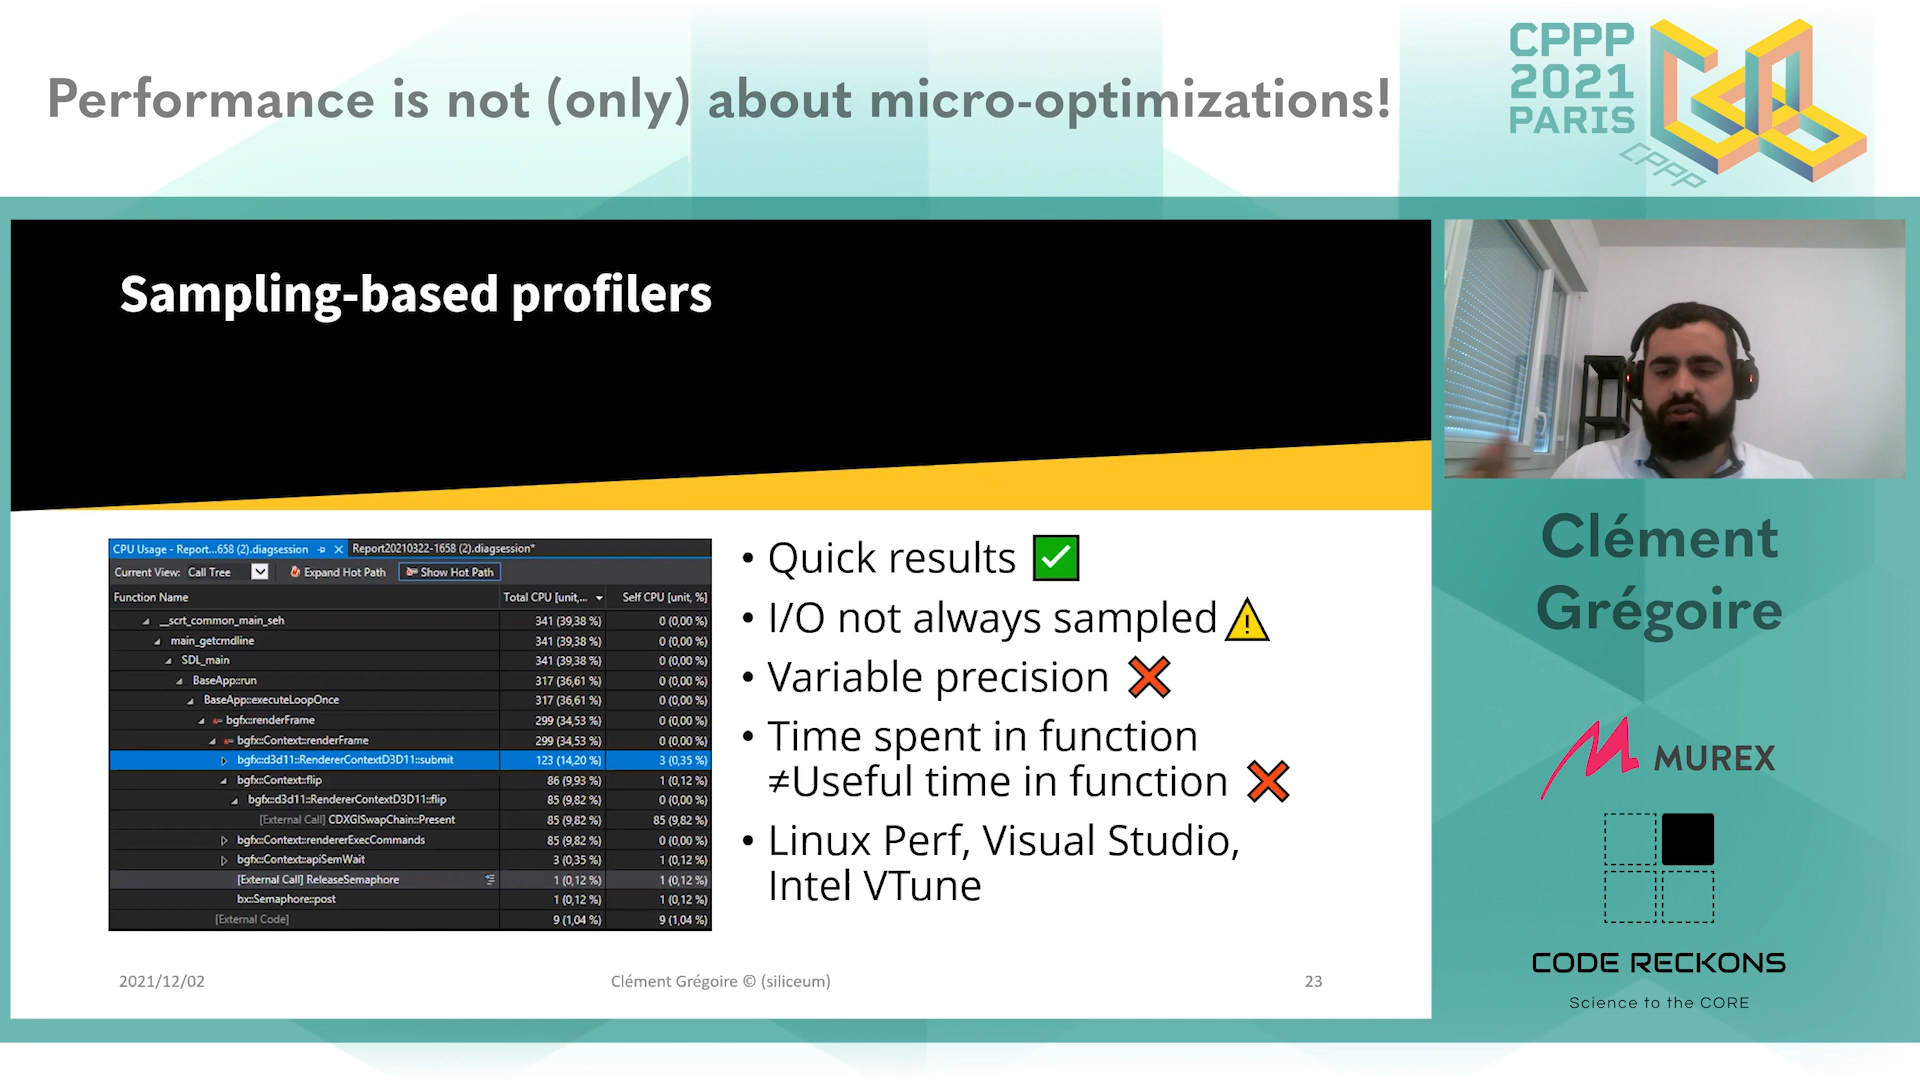 Performance is not (only) about micro-optimizations!
CPPP
2021
PARIS
CPPP
Sampling-based profilers
CPU Usage - Report...658 (2).diagsession
Report20210322-1658 (2).diagsession*
Current View: Call Tree
Expand Hot Path
Show Hot Path
Function Name Total CPU [unit,... Self CPU [unit, %]
__scrt_common_main_seh 341 (39,38 %) 0 (0,00 %)
main_getcmdline 341 (39,38 %) 0 (0,00 %)
SDL_main 341 (39,38 %) 0 (0,00 %)
BaseApp::run 317 (36,61 %) 0 (0,00 %)
BaseApp::executeLoopOnce 317 (36,61 %) 0 (0,00 %)
bgfx::renderFrame 299 (34,53 %) 0 (0,00 %)
bgfx::Context::renderFrame 299 (34,53 %) 0 (0,00 %)
bgfx::d3d11::RendererContextD3D11::submit 123 (14,20 %) 3 (0,35 %)
bgfx::Context::flip 86 (9,93 %) 1 (0,12 %)
bgfx::d3d11::RendererContextD3D11::flip 85 (9,82 %) 0 (0,00 %)
[External Call] CDXGISwapChain::Present 85 (9,82 %) 85 (9,82 %)
bgfx::Context::rendererExecCommands 85 (9,82 %) 0 (0,00 %)
bgfx::Context::apiSemWait 3 (0,35 %) 1 (0,12 %)
[External Call] ReleaseSemaphore 1 (0,12 %) 1 (0,12 %)
bx::Semaphore::post 1 (0,12 %) 1 (0,12 %)
[External Code] 9 (1,04 %) 9 (1,04 %)
• Quick results ✅
• I/O not always sampled ⚠
• Variable precision ❌
• Time spent in function
≠Useful time in function ❌
• Linux Perf, Visual Studio,
Intel VTune
2021/12/02
Clément Grégoire © (siliceum)
23
Clément
Grégoire
MUREX
CODE RECKONS
Science to the CORE